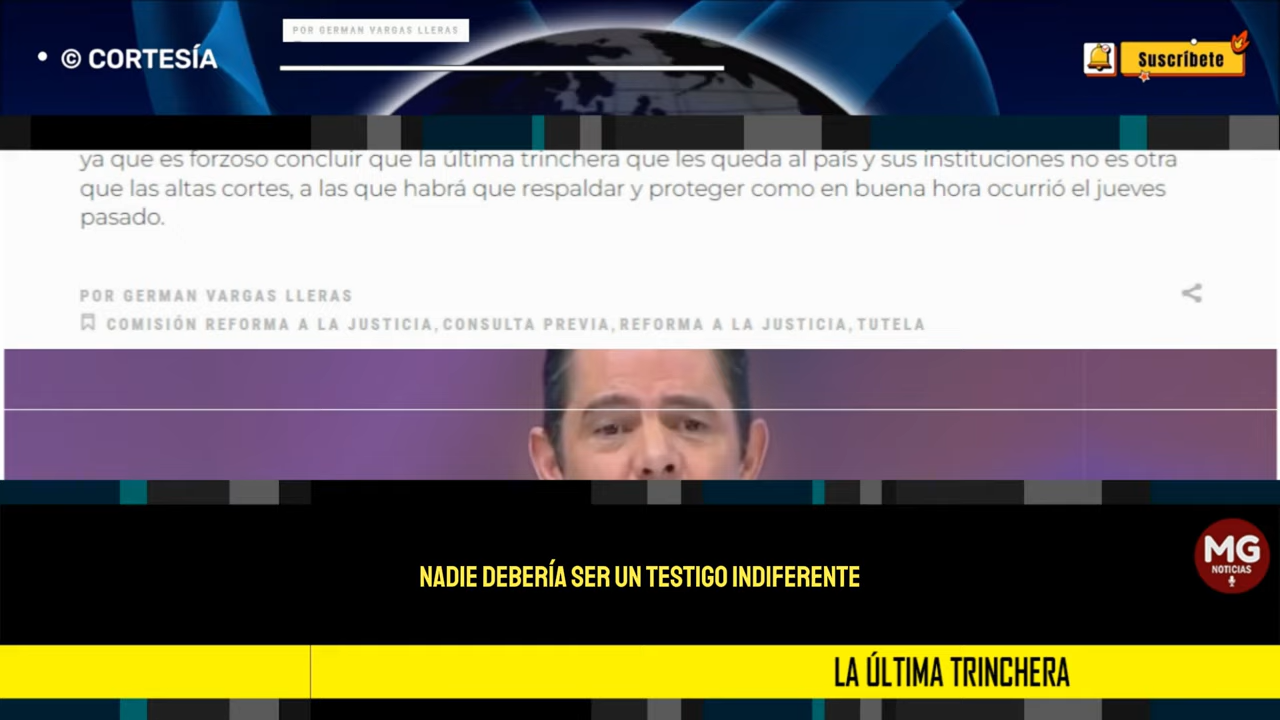 POR GERMAN VARGAS LLERAS
• © CORTESÍA
Suscríbete
ya que es forzoso concluir que la última trinchera que les queda al país y sus instituciones no es otra
que las altas cortes, a las que habrá que respaldar y proteger como en buena hora ocurrió el jueves
pasado.
POR GERMAN VARGAS LLERAS
COMISIÓN REFORMA A LA JUSTICIA, CONSULTA PREVIA, REFORMA A LA JUSTICIA, TUTELA
NADIE DEBERÍA SER UN TESTIGO INDIFERENTE
MG
NOTICIAS
LA ÚLTIMA TRINCHERA